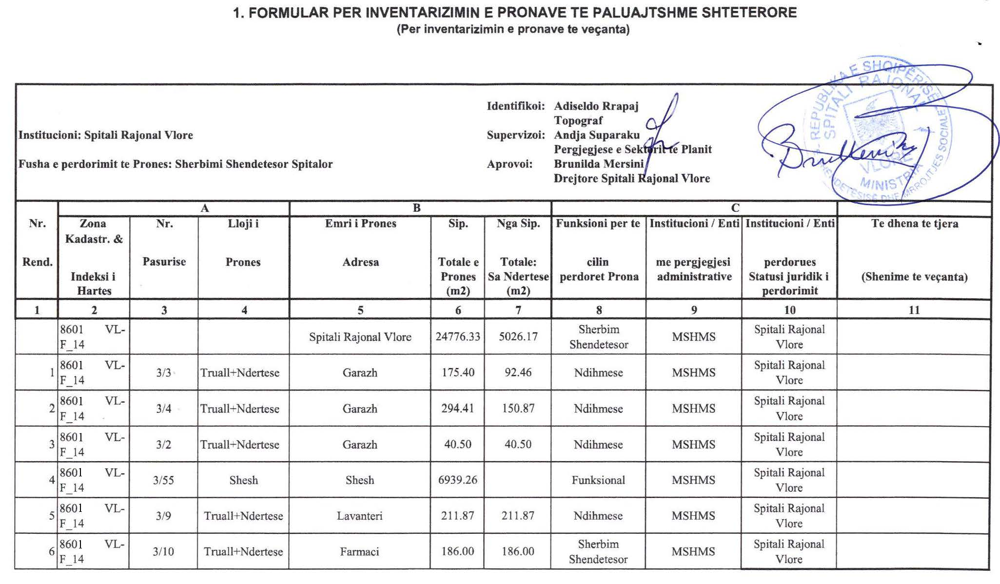 1. FORMULAR PER INVENTARIZIMIN E PRONAVE TE PALUAJTSHME SHTETERORE
(Per inventarizimin e pronave te veçanta)
REPUBLIKA E SHQIPËRISË
SPITALI RAJONAL
VLORE
MINISTRIA
SHENDETESISE DHE MBROJTJES SOCIALE
Identifikoi: Adiseldo Rrapaj
Topograf
Institucioni: Spitali Rajonal Vlore Supervizoi: Andja Suparaku
Pergjegjese e Sektorit te Planit
Fusha e perdorimit te Prones: Sherbimi Shendetesor Spitalor Aprovoi: Brunilda Mersini
Drejtore Spitali Rajonal Vlore
A B C
Nr. Zona Nr. Lloji i Emri i Prones Sip. Nga Sip. Funksioni per te Institucioni / Enti Institucioni / Enti Te dhena te tjera
Kadastr. &
Rend. Pasurise Prones Adresa Totale e Totale: cilin me pergjegjesi perdorues
Indeksi i Prones Sa Ndertese perdoret Prona administrative Statusi juridik i (Shenime te veçanta)
Hartes (m2) (m2) perdorimit
1 2 3 4 5 6 7 8 9 10 11
8601 VL- Sherbim Spitali Rajonal
Spitali Rajonal Vlore 24776.33 5026.17 MSHMS
F_14 Shendetesor Vlore
8601 VL- Spitali Rajonal
1 3/3 Truall+Ndertese Garazh 175.40 92.46 Ndihmese MSHMS
F_14 Vlore
8601 VL- Spitali Rajonal
2 3/4 Truall+Ndertese Garazh 294.41 150.87 Ndihmese MSHMS
F_14 Vlore
8601 VL- Spitali Rajonal
3 3/2 Truall+Ndertese Garazh 40.50 40.50 Ndihmese MSHMS
F_14 Vlore
8601 VL- Spitali Rajonal
4 3/55 Shesh Shesh 6939.26 Funksional MSHMS
F_14 Vlore
8601 VL- Spitali Rajonal
5 3/9 Truall+Ndertese Lavanteri 211.87 211.87 Ndihmese MSHMS
F_14 Vlore
8601 VL- Sherbim Spitali Rajonal
6 3/10 Truall+Ndertese Farmaci 186.00 186.00 MSHMS
F_14 Shendetesor Vlore